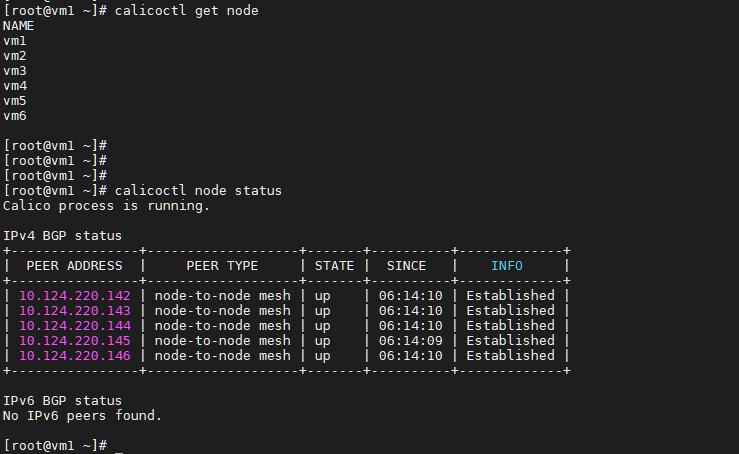 [root@vm1 ~]# calicoctl get node
NAME
vm1
vm2
vm3
vm4
vm5
vm6
[root@vm1 ~]#
[root@vm1 ~]#
[root@vm1 ~]#
[root@vm1 ~]# calicoctl node status
Calico process is running.
IPv4 BGP status
+----------------+-------------------+-------+----------+-------------+
|  PEER ADDRESS  |     PEER TYPE     | STATE |  SINCE   |    INFO     |
+----------------+-------------------+-------+----------+-------------+
| 10.124.220.142 | node-to-node mesh | up    | 06:14:10 | Established |
| 10.124.220.143 | node-to-node mesh | up    | 06:14:10 | Established |
| 10.124.220.144 | node-to-node mesh | up    | 06:14:10 | Established |
| 10.124.220.145 | node-to-node mesh | up    | 06:14:09 | Established |
| 10.124.220.146 | node-to-node mesh | up    | 06:14:10 | Established |
+----------------+-------------------+-------+----------+-------------+
IPv6 BGP status
No IPv6 peers found.
[root@vm1 ~]# _